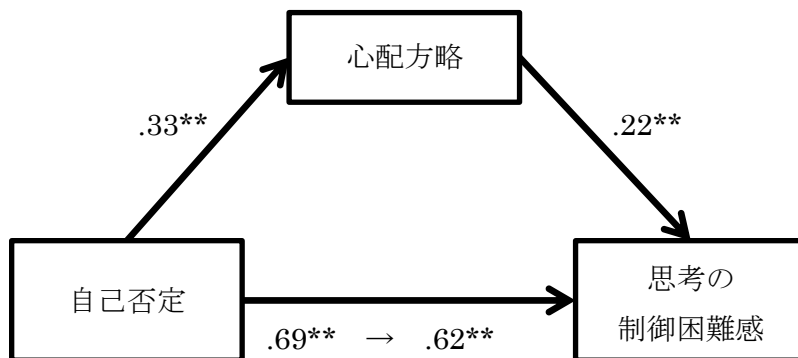 心配方略
.33**
.22**
自己否定
思考の
制御困難感
.69** → .62**